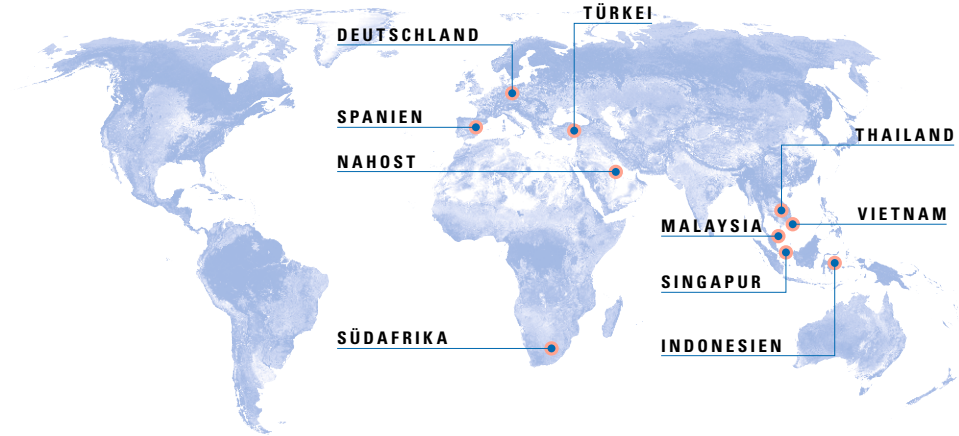 TÜRKEI
DEUTSCHLAND
SPANIEN
THAILAND
NAHOST
VIETNAM
MALAYSIA
SINGAPUR
SÜDAFRIKA
INDONESIEN